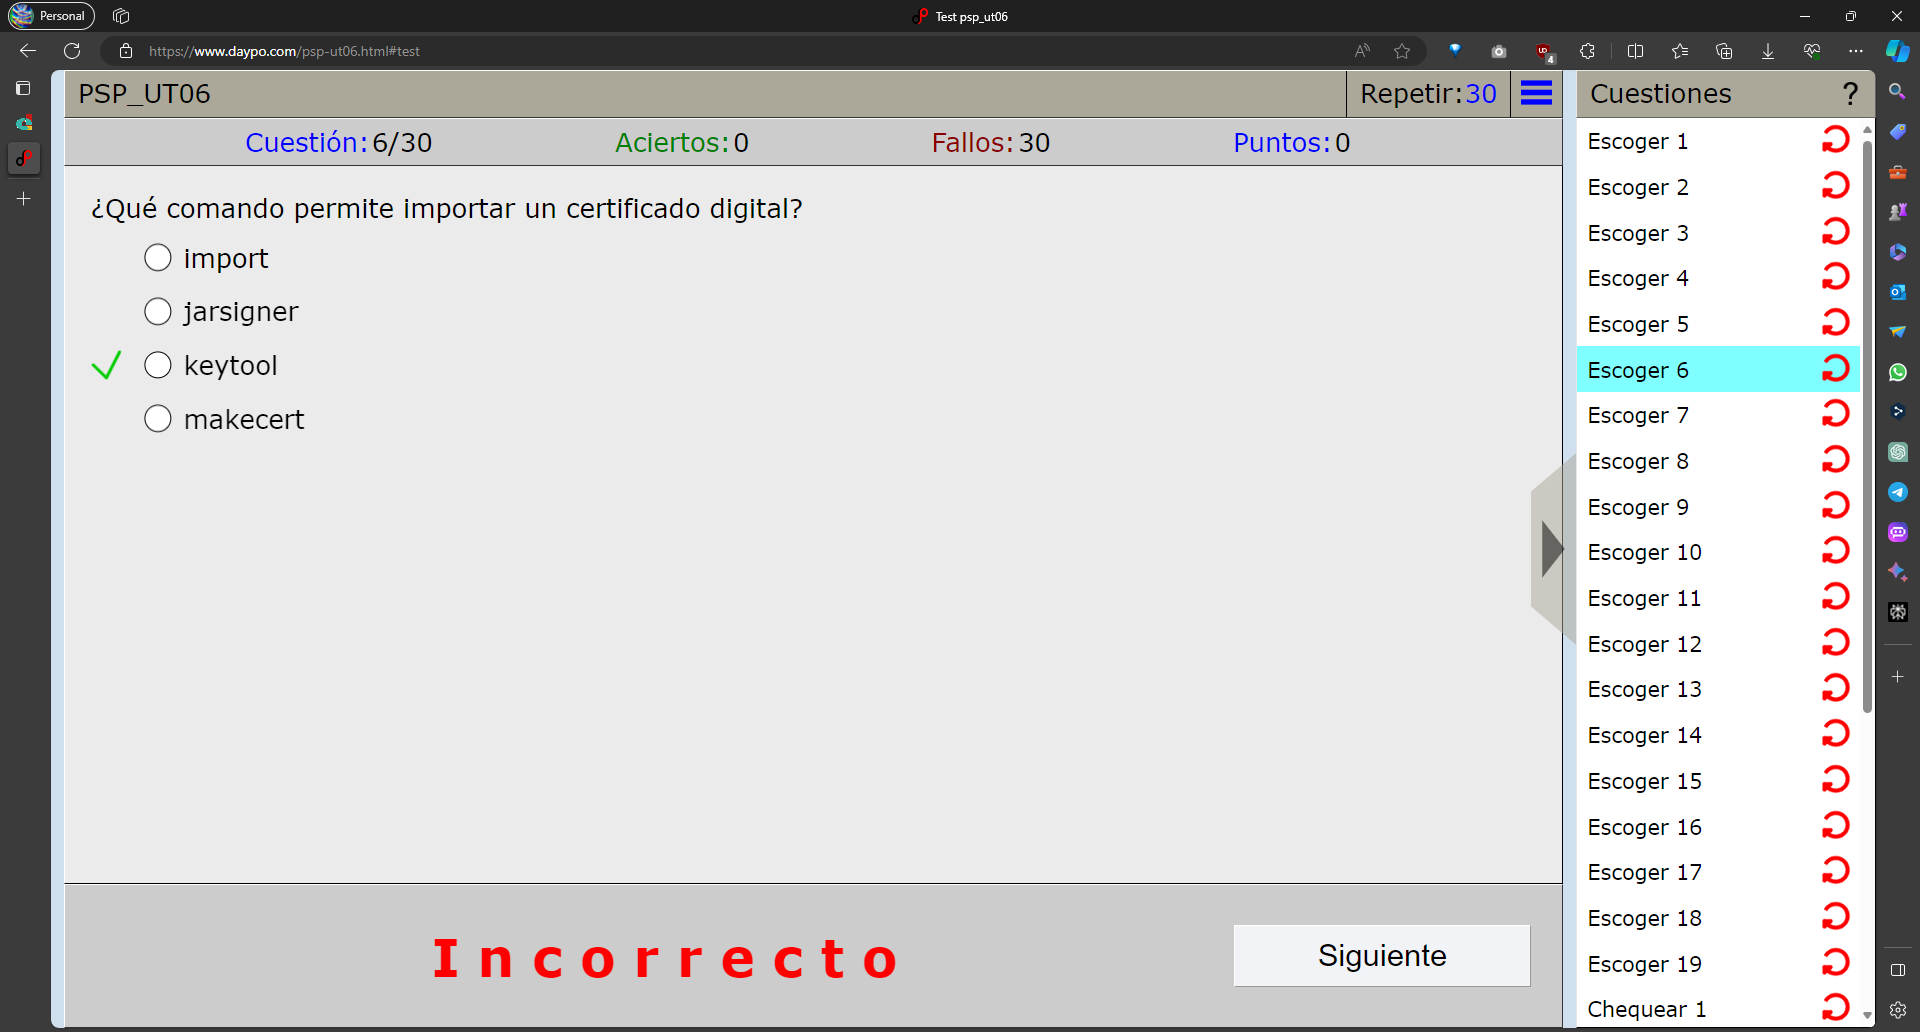 Personal
Test psp_ut06
https://www.daypo.com/psp-ut06.html#test
4
PSP_UT06
Repetir:30
Cuestión:6/30
Aciertos:0
Fallos:30
Puntos:0
¿Qué comando permite importar un certificado digital?
import
jarsigner
keytool
makecert
Incorrecto
Siguiente
Cuestiones
?
Escoger 1
Escoger 2
Escoger 3
Escoger 4
Escoger 5
Escoger 6
Escoger 7
Escoger 8
Escoger 9
Escoger 10
Escoger 11
Escoger 12
Escoger 13
Escoger 14
Escoger 15
Escoger 16
Escoger 17
Escoger 18
Escoger 19
Chequear 1